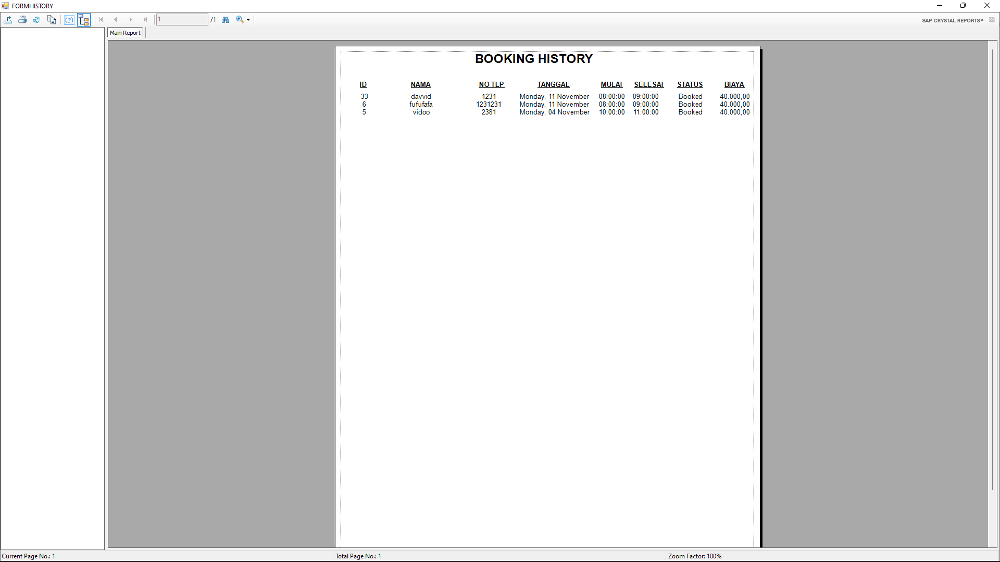 FORMHISTORY
1 /1 SAP CRYSTAL REPORTS®
Main Report
BOOKING HISTORY
ID NAMA NO TLP TANGGAL MULAI SELESAI STATUS BIAYA
33 davvid 1231 Monday, 11 November 08:00:00 09:00:00 Booked 40.000,00
6 fufufafa 1231231 Monday, 11 November 08:00:00 09:00:00 Booked 40.000,00
5 vidoo 2381 Monday, 04 November 10:00:00 11:00:00 Booked 40.000,00
Current Page No.: 1 Total Page No.: 1 Zoom Factor: 100%